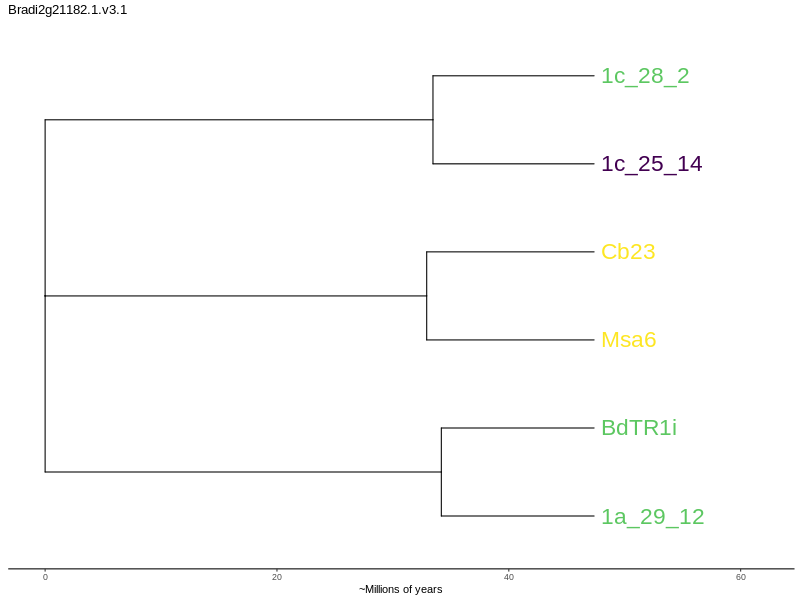 Bradi2g21182.1.v3.1
1c_28_2
1c_25_14
Cb23
Msa6
BdTR1i
1a_29_12
0 20 40 60
~Millions of years